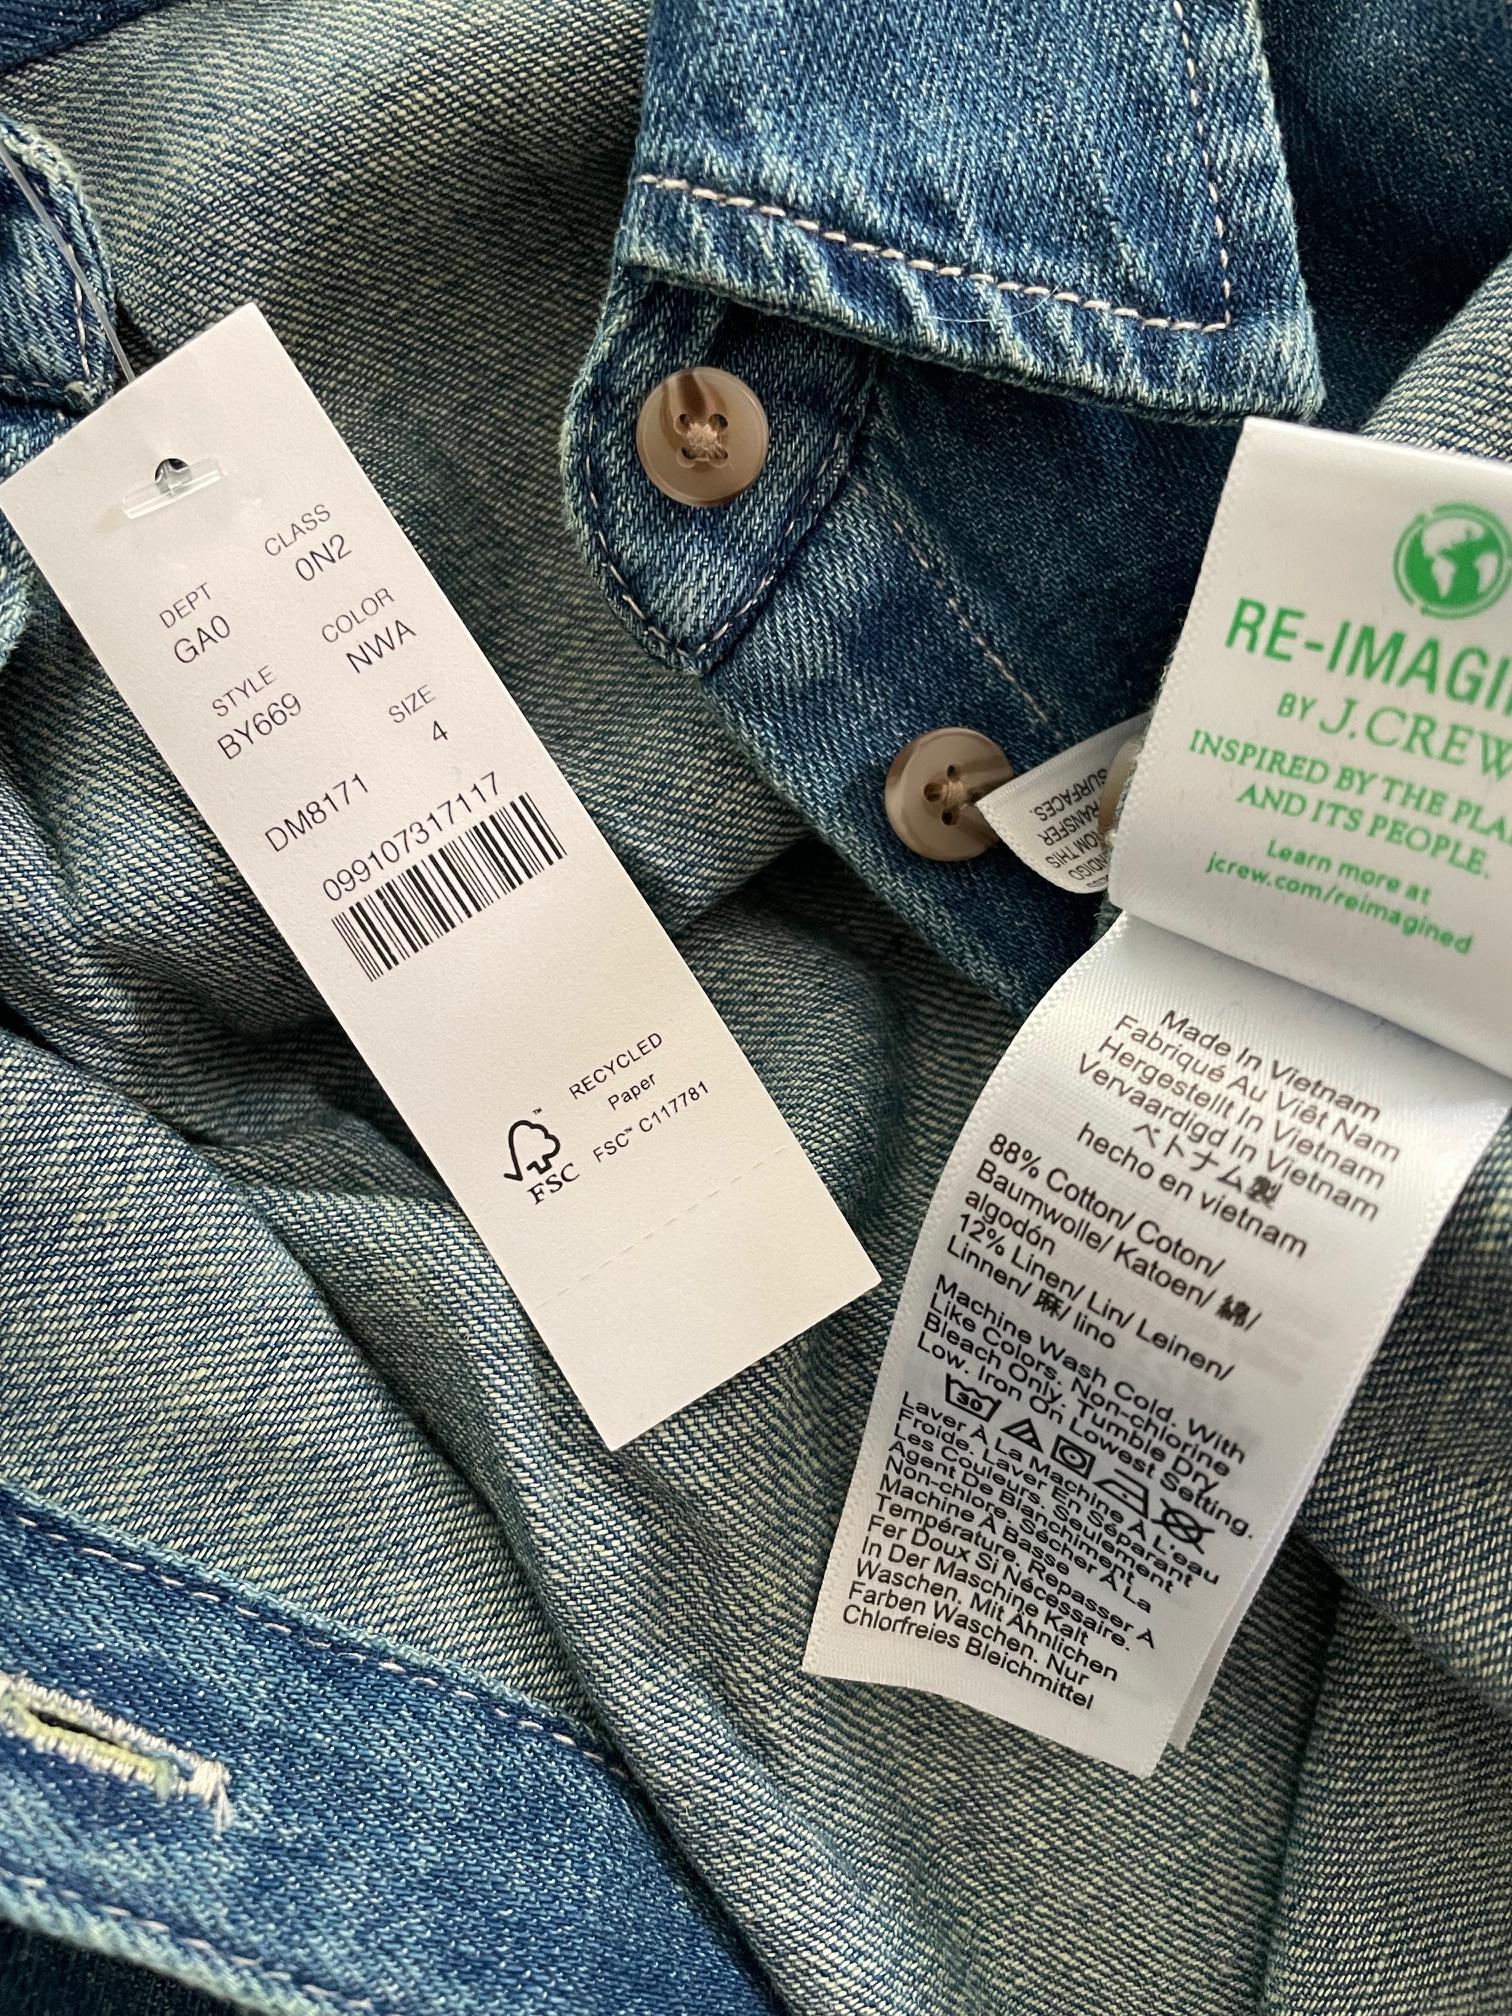 DEPT CLASS
GA0 0N2
STYLE COLOR
BY669 NWA
SIZE
4
DM8171
099107317117
RECYCLED
Paper
FSC™ C117781
FSC™
SURFACES.
TRANSFER
INDIGO
RE-IMAGI
BY J.CREW
INSPIRED BY THE
AND ITS PEOPLE.
Learn more at
jcrew.com/reimagined
Made In Vietnam
Fabriqué Au Viêt Nam
Hergestellt In Vietnam
Vervaardigd In Vietnam
ベトナム製
hecho en vietnam
88% Cotton/ Coton/
Baumwolle/ Katoen/ 綿/
algodón
12% Linen/ Lin/ Leinen/
Linnen/ 麻/ lino
Machine Wash Cold. With
Like Colors. Non-chlorine
Bleach Only. Tumble Dry
Low. Iron On Lowest Setting.
30
Laver À La Machine À L'eau
Froide. Laver En Séparant
Les Couleurs. Seulement
Agent De Blanchiment
Non-chlore. Sécher À La
Machine À Basse
Température. Repasser À
Fer Doux Si Nécessaire.
In Der Maschine Kalt
Waschen. Mit Ähnlichen
Farben Waschen. Nur
Chlorfreies Bleichmittel